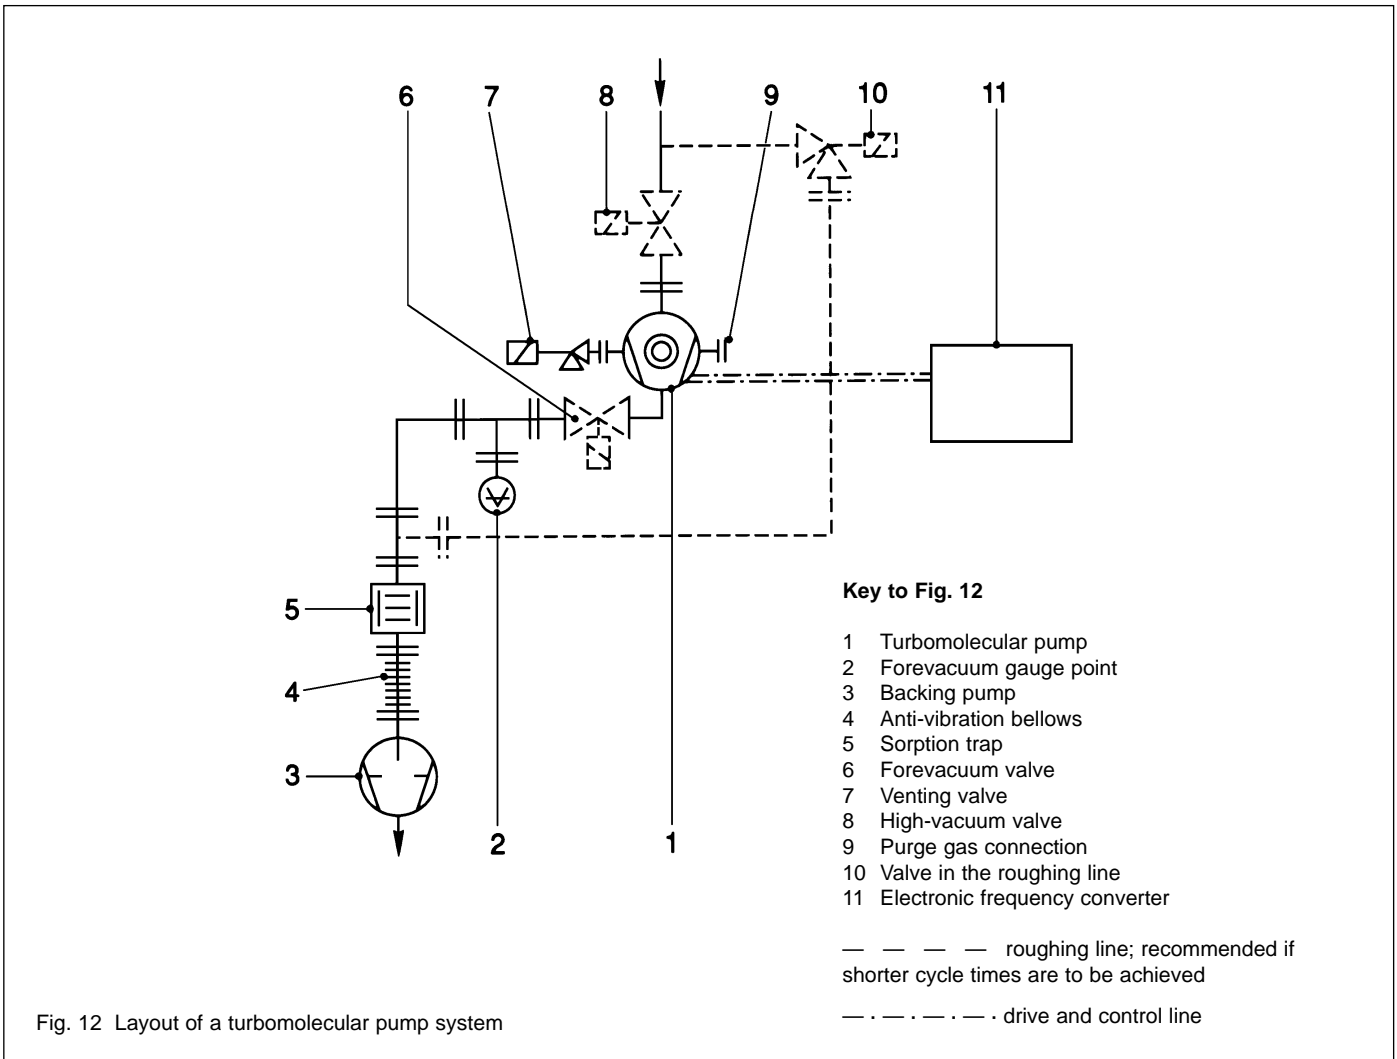 6 7 8 9 10 11
5
4
3
2 1
Key to Fig. 12
1 Turbomolecular pump
2 Forevacuum gauge point
3 Backing pump
4 Anti-vibration bellows
5 Sorption trap
6 Forevacuum valve
7 Venting valve
8 High-vacuum valve
9 Purge gas connection
10 Valve in the roughing line
11 Electronic frequency converter
— — — — roughing line; recommended if
shorter cycle times are to be achieved
— · — · — · — · drive and control line
Fig. 12 Layout of a turbomolecular pump system